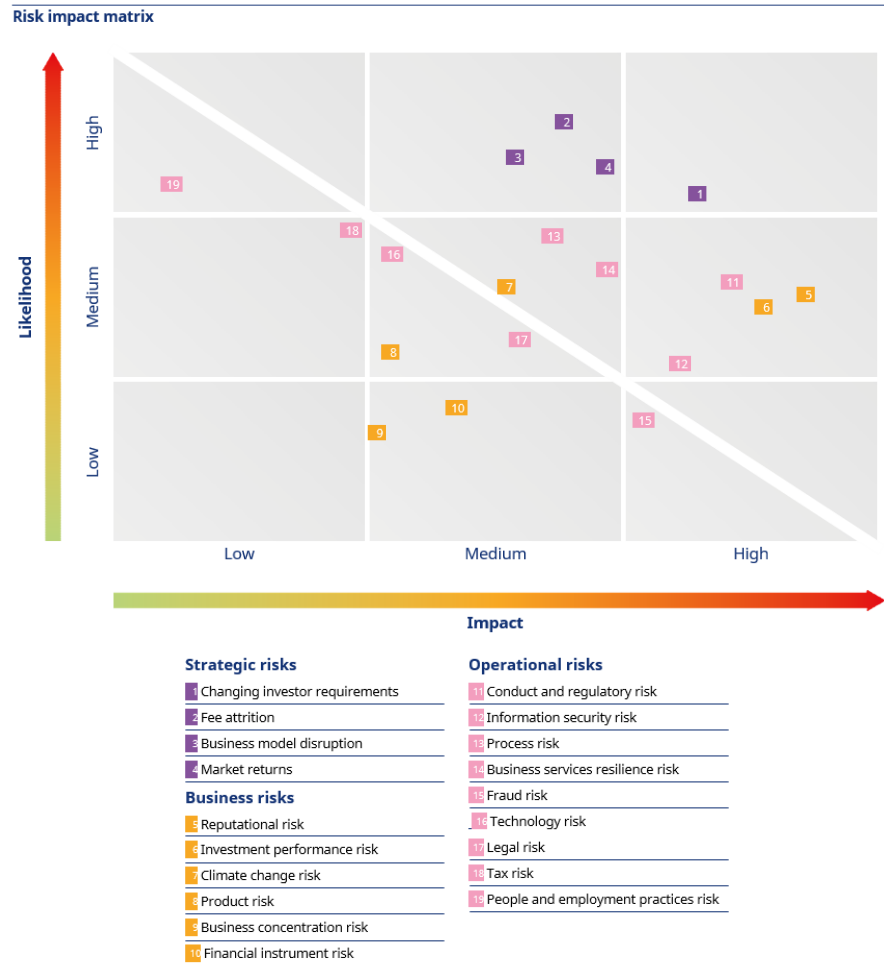 Risk impact matrix
High
2
3
4
1
19
18
13
16
14
Likelihood
Medium
11
7
5
6
17
8
12
10
15
9
Low
Low
Medium
High
Impact
Strategic risks
1 Changing investor requirements
2 Fee attrition
3 Business model disruption
4 Market returns
Business risks
5 Reputational risk
6 Investment performance risk
7 Climate change risk
8 Product risk
9 Business concentration risk
10 Financial instrument risk
Operational risks
11 Conduct and regulatory risk
12 Information security risk
13 Process risk
14 Business services resilience risk
15 Fraud risk
16 Technology risk
17 Legal risk
18 Tax risk
19 People and employment practices risk